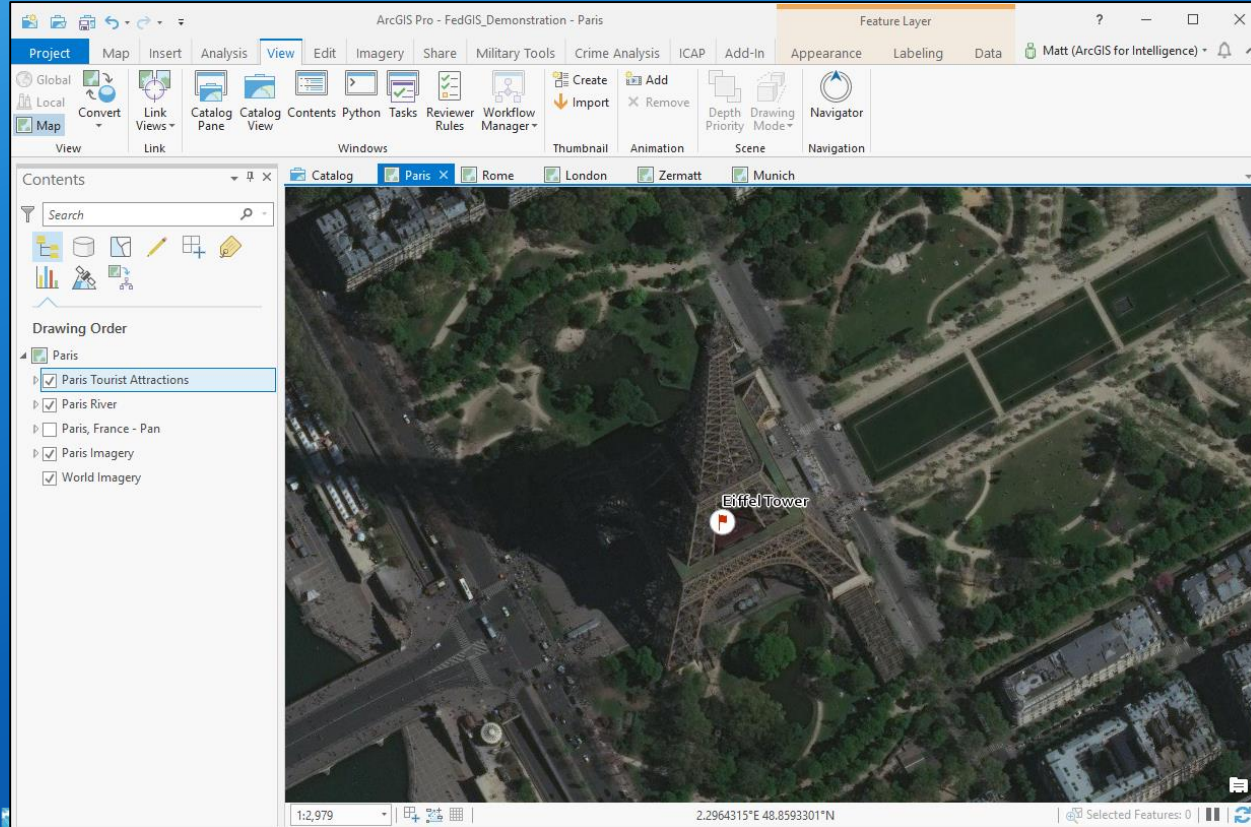 ArcGIS Pro - FedGIS_Demonstration - Paris
Feature Layer
?
Project Map Insert Analysis View Edit Imagery Share Military Tools Crime Analysis ICAP Add-In Appearance Labeling Data Matt (ArcGIS for Intelligence)
Global
Local
Map
Convert
Link Views
Catalog Pane
Catalog View
Contents
Python
Tasks
Reviewer Rules
Workflow Manager
Create
Import
Add
Remove
Depth Priority
Drawing Mode
Navigator
View Link Windows Thumbnail Animation Scene Navigation
Contents
Catalog Paris Rome London Zermatt Munich
Search
Drawing Order
Paris
Paris Tourist Attractions
Paris River
Paris, France - Pan
Paris Imagery
World Imagery
Eiffel Tower
1:2,979
2.2964315°E 48.8593301°N
Selected Features: 0